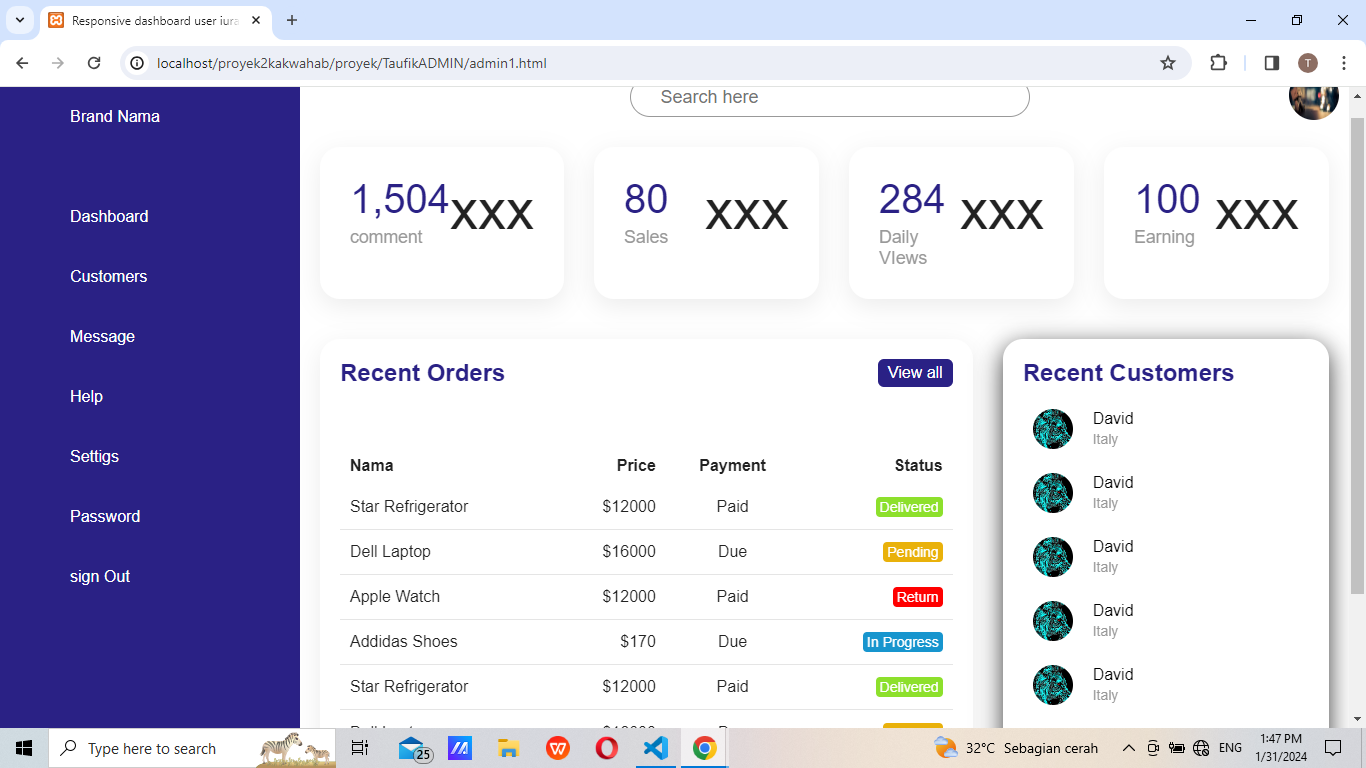 Responsive dashboard user iura
localhost/proyek2kakwahab/proyek/TaufikADMIN/admin1.html
T
Brand Nama
Search here
Dashboard
Customers
Message
Help
Settigs
Password
sign Out
1,504 XXX
comment
80 XXX
Sales
284 XXX
Daily
VIews
100 XXX
Earning
Recent Orders
View all
Nama Price Payment Status
Star Refrigerator $12000 Paid Delivered
Dell Laptop $16000 Due Pending
Apple Watch $12000 Paid Return
Addidas Shoes $170 Due In Progress
Star Refrigerator $12000 Paid Delivered
Recent Customers
David
Italy
David
Italy
David
Italy
David
Italy
David
Italy
Type here to search
25
32°C Sebagian cerah
ENG
1:47 PM
1/31/2024